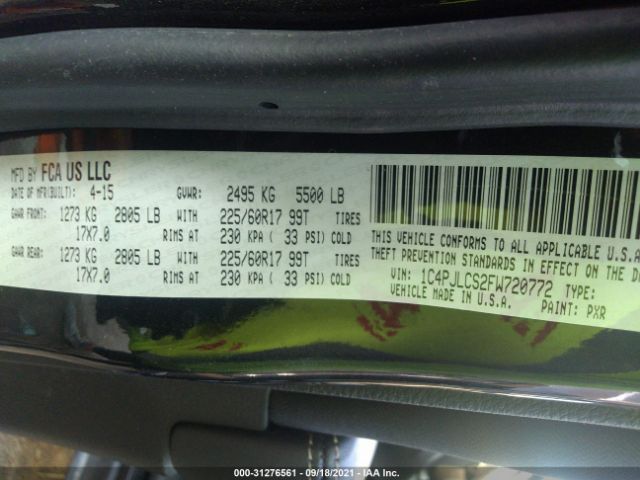 MFD BY FCA US LLC
DATE OF MFR(BUILT): 4-15 GVWR: 2495 KG 5500 LB
GAWR FRONT: 1273 KG 2805 LB WITH 225/60R17 99T TIRES
17X7.0 RIMS AT 230 KPA ( 33 PSI) COLD
GAWR REAR: 1273 KG 2805 LB WITH 225/60R17 99T TIRES
17X7.0 RIMS AT 230 KPA ( 33 PSI) COLD
THIS VEHICLE CONFORMS TO ALL APPLICABLE U.S.A.
THEFT PREVENTION STANDARDS IN EFFECT ON THE
VIN: 1C4PJLCS2FW720772 TYPE:
VEHICLE MADE IN U.S.A. PAINT: PXR
000-31276561 - 09/18/2021 - IAA Inc.